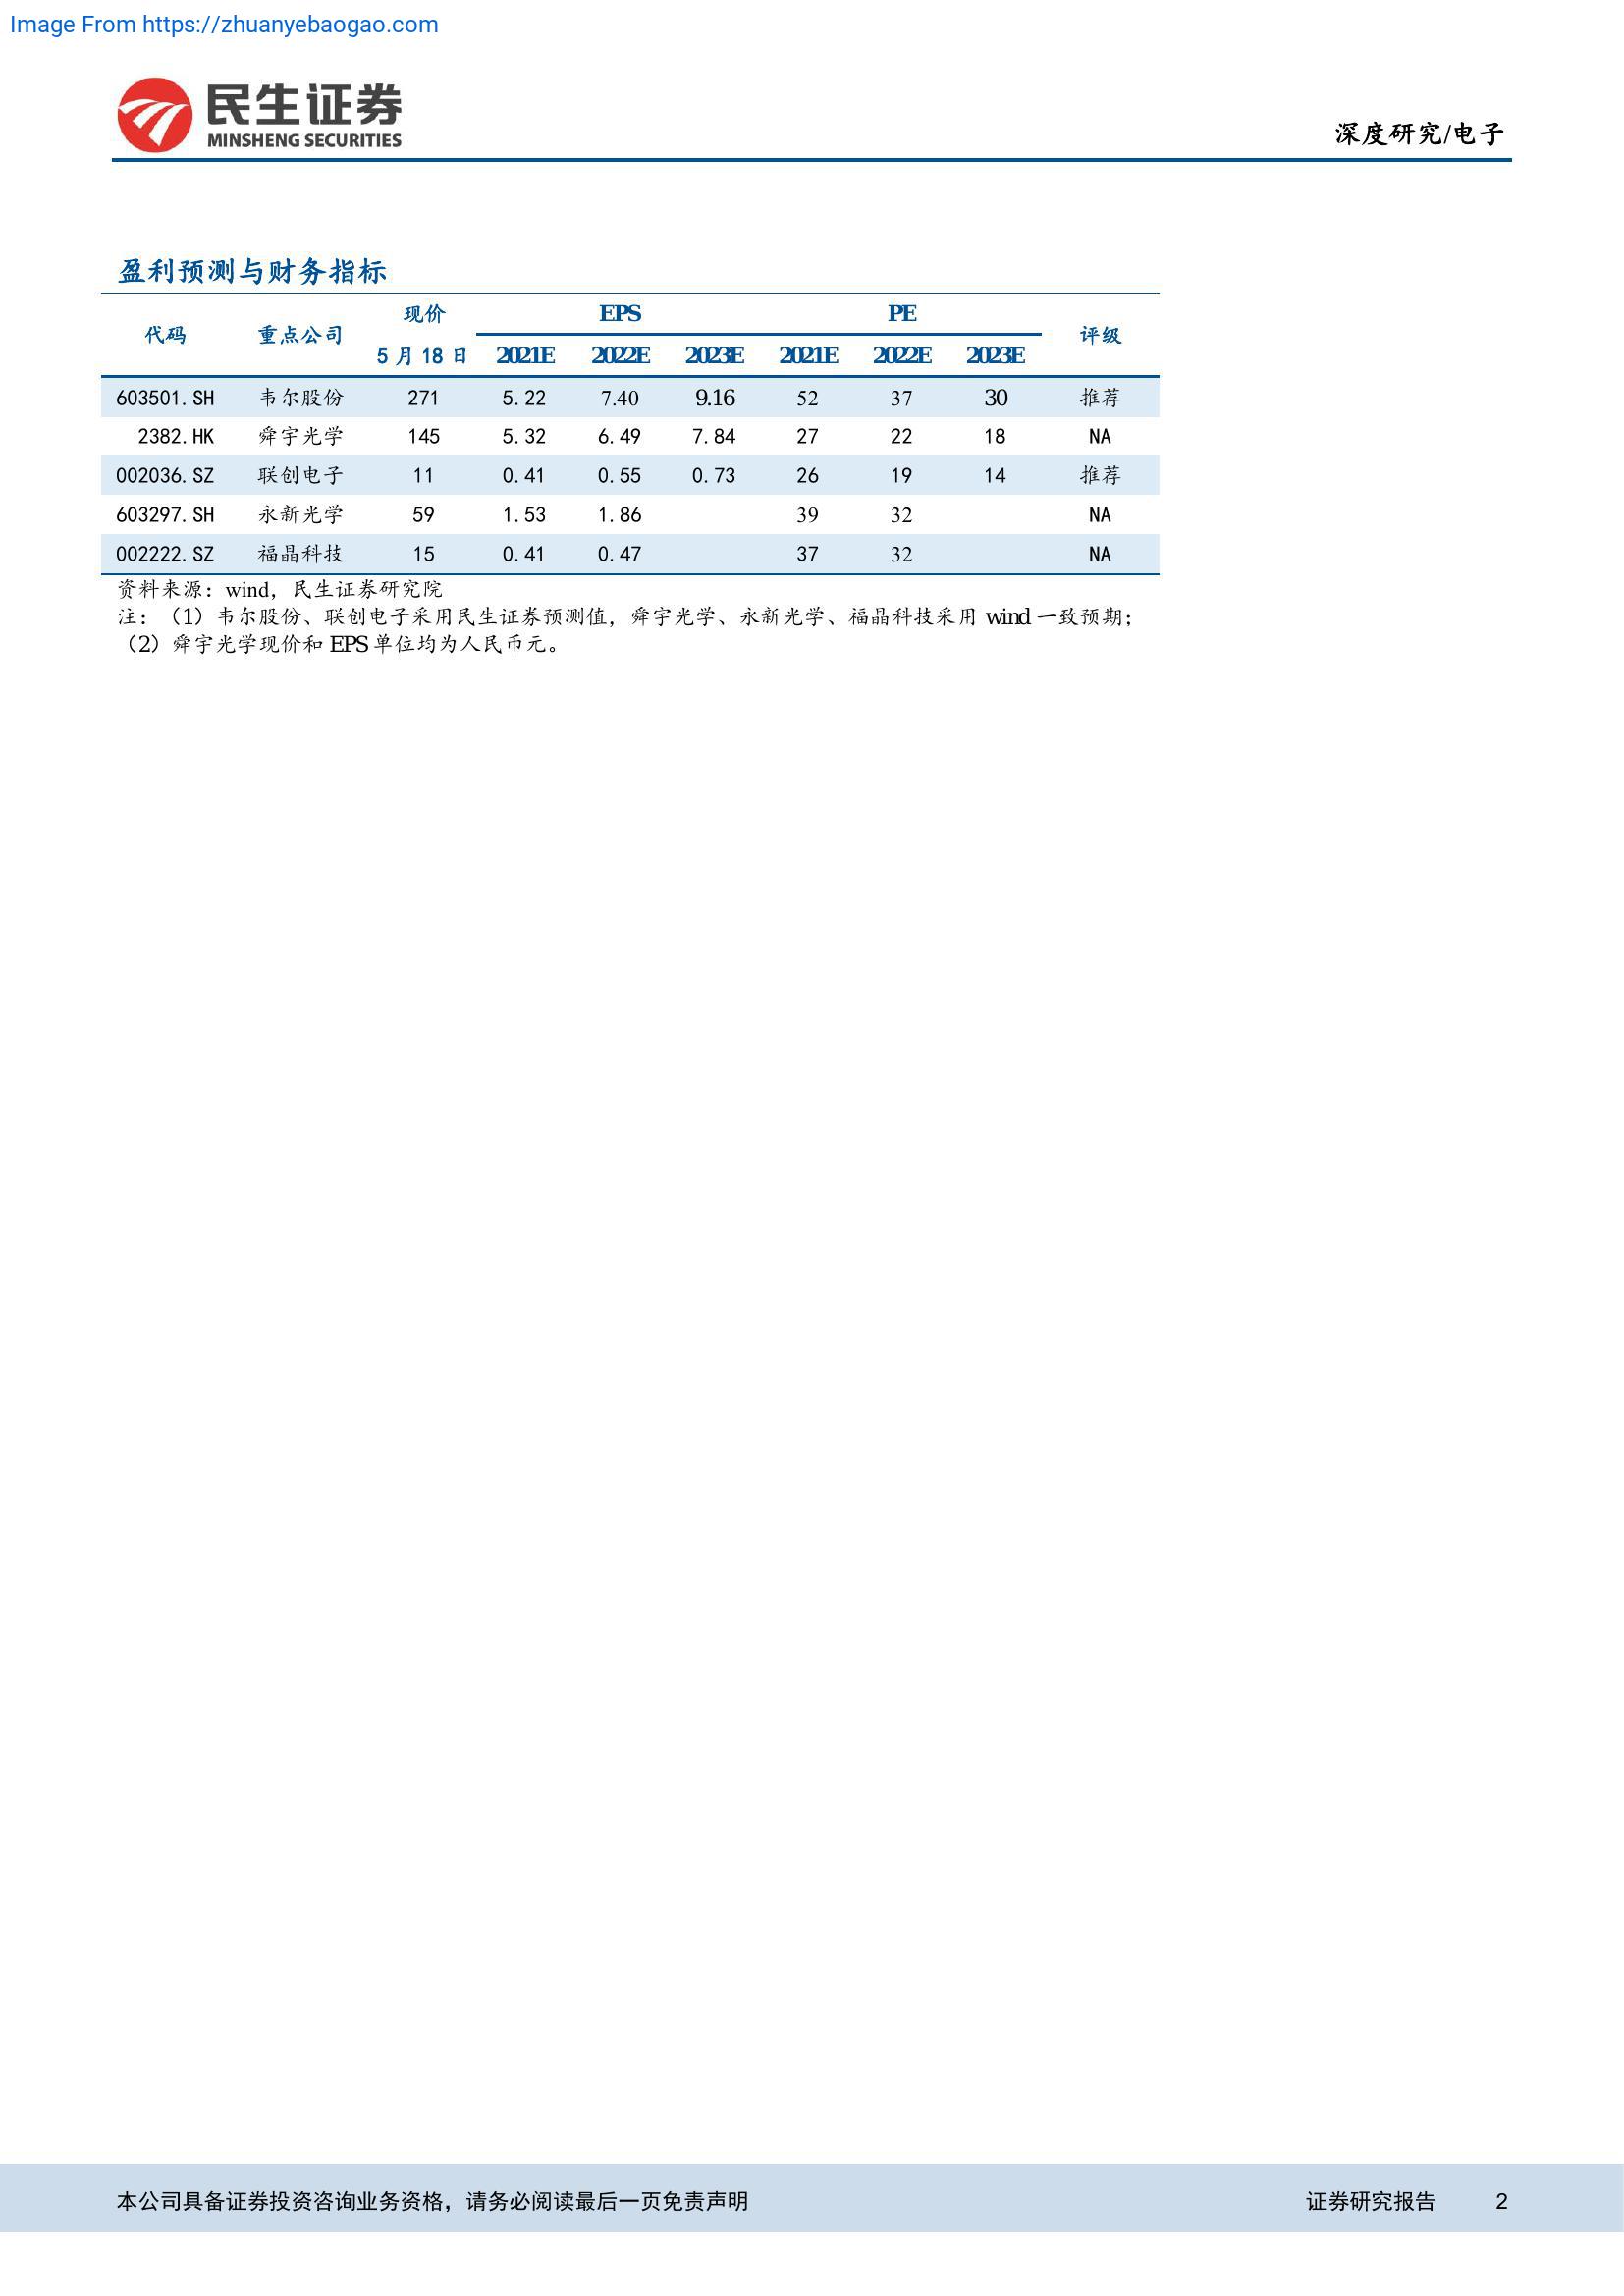 Image From https://zhuanyebaogao.com
民生证券
MINSHENG SECURITIES
深度研究/电子
盈利预测与财务指标
代码 重点公司 现价 EPS PE 评级
5 月 18 日 2021E 2022E 2023E 2021E 2022E 2023E
603501.SH 韦尔股份 271 5.22 7.40 9.16 52 37 30 推荐
2382.HK 舜宇光学 145 5.32 6.49 7.84 27 22 18 NA
002036.SZ 联创电子 11 0.41 0.55 0.73 26 19 14 推荐
603297.SH 永新光学 59 1.53 1.86 39 32 NA
002222.SZ 福晶科技 15 0.41 0.47 37 32 NA
资料来源：wind，民生证券研究院
注：（1）韦尔股份、联创电子采用民生证券预测值，舜宇光学、永新光学、福晶科技采用 wind 一致预期；
（2）舜宇光学现价和 EPS 单位均为人民币元。
本公司具备证券投资咨询业务资格，请务必阅读最后一页免责声明 证券研究报告 2